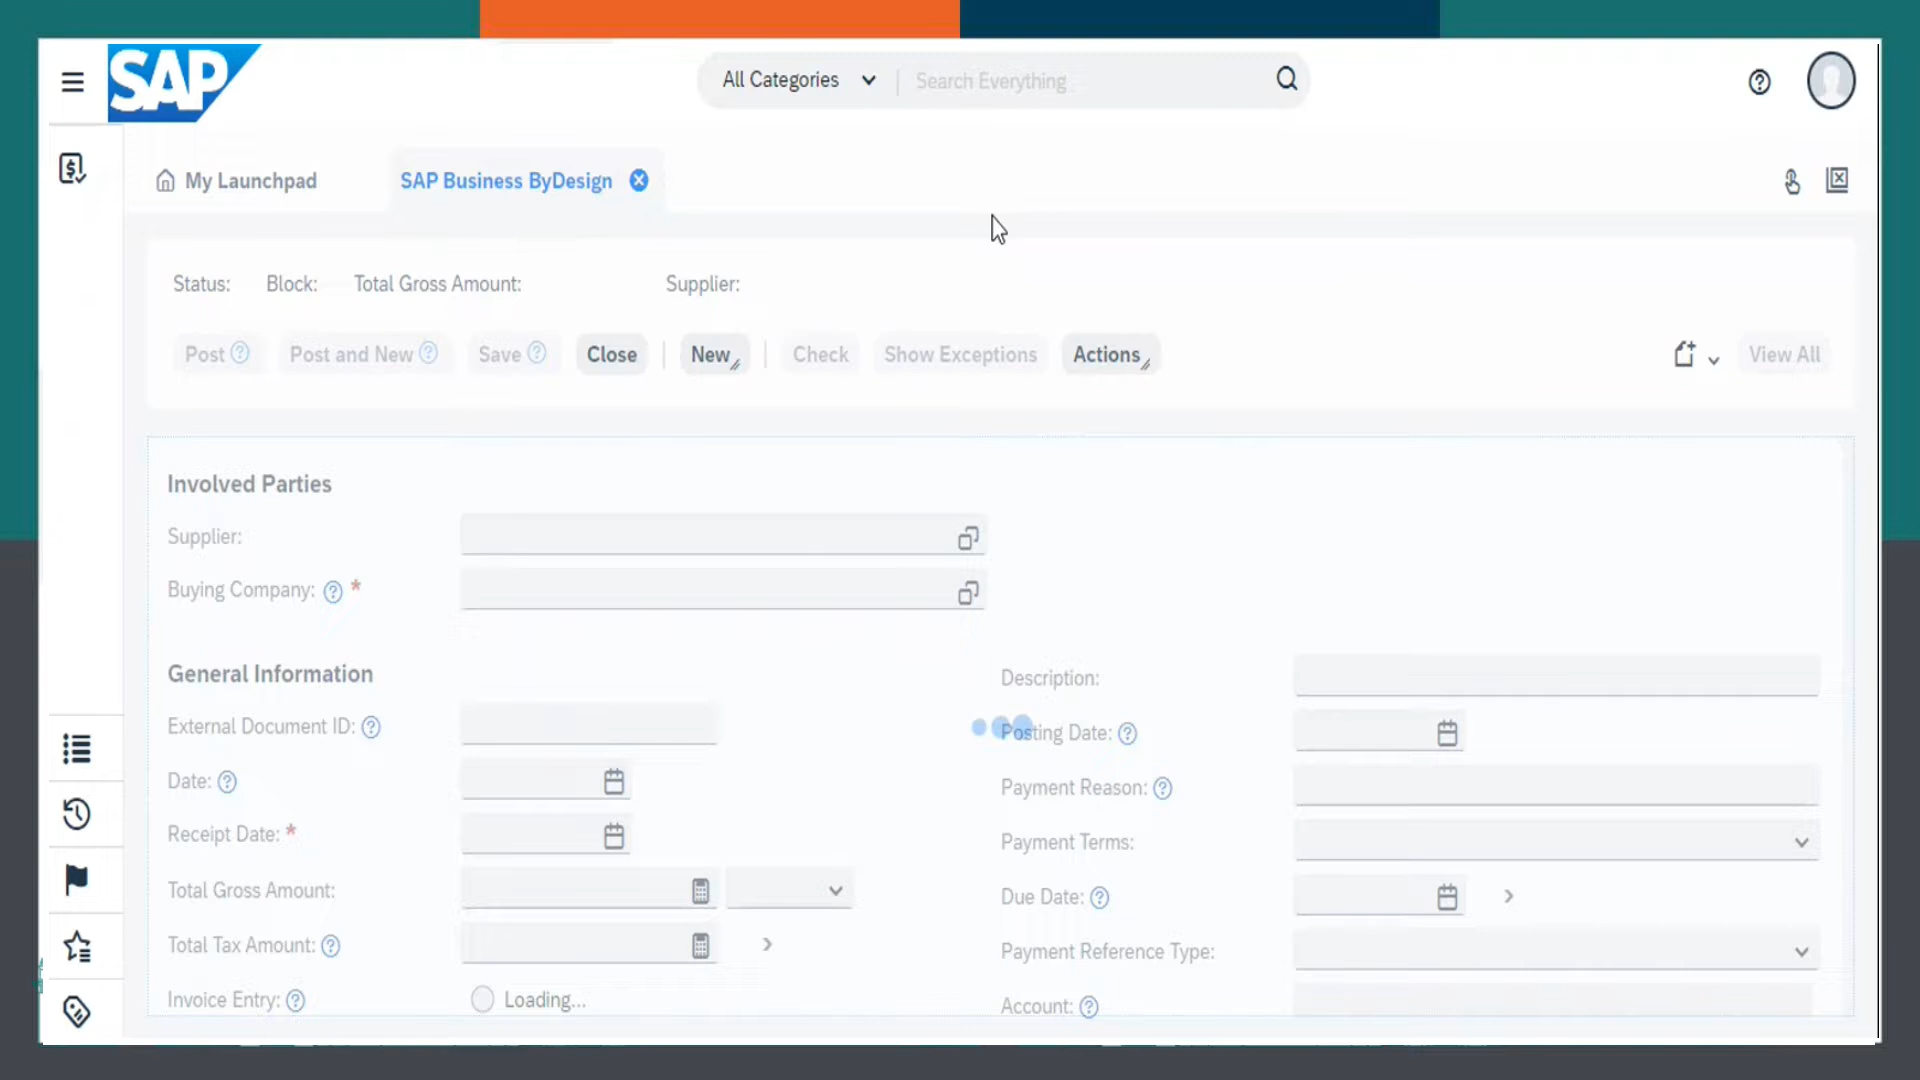 SAP
All Categories Search Everything
My Launchpad SAP Business ByDesign
Status: Block: Total Gross Amount: Supplier:
Post Post and New Save Close New Check Show Exceptions Actions View All
Involved Parties
Supplier:
Buying Company: *
General Information
External Document ID:
Date:
Receipt Date: *
Total Gross Amount:
Total Tax Amount:
Invoice Entry: Loading...
Description:
Posting Date:
Payment Reason:
Payment Terms:
Due Date:
Payment Reference Type:
Account: